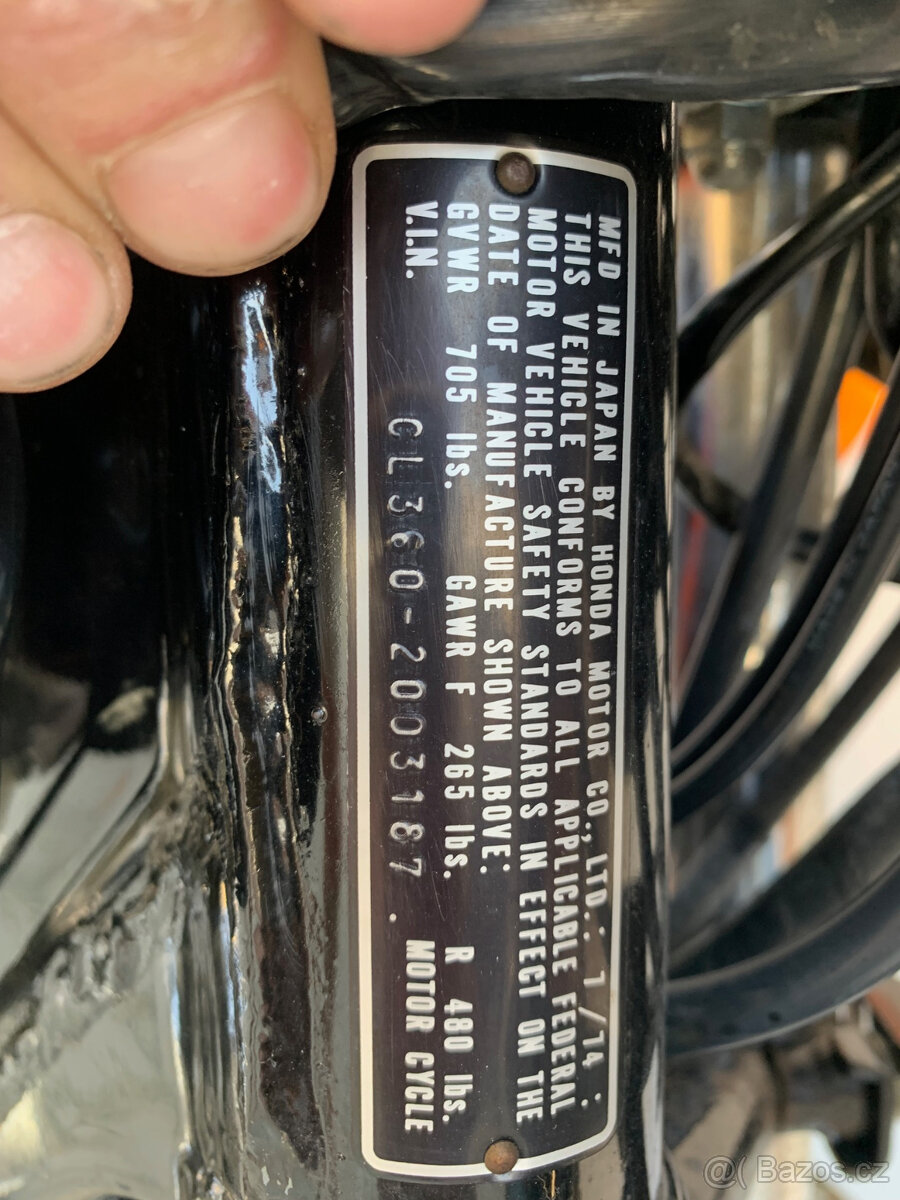 MFD IN JAPAN BY HONDA MOTOR CO., LTD.: 7/74 :
THIS VEHICLE CONFORMS TO ALL APPLICABLE FEDERAL
MOTOR VEHICLE SAFETY STANDARDS IN EFFECT ON THE
DATE OF MANUFACTURE SHOWN ABOVE:
GVWR 705 lbs. GAWR F 265 lbs. R 480 lbs.
V.I.N. CL360-2003187. MOTOR CYCLE
@( Bazos.cz